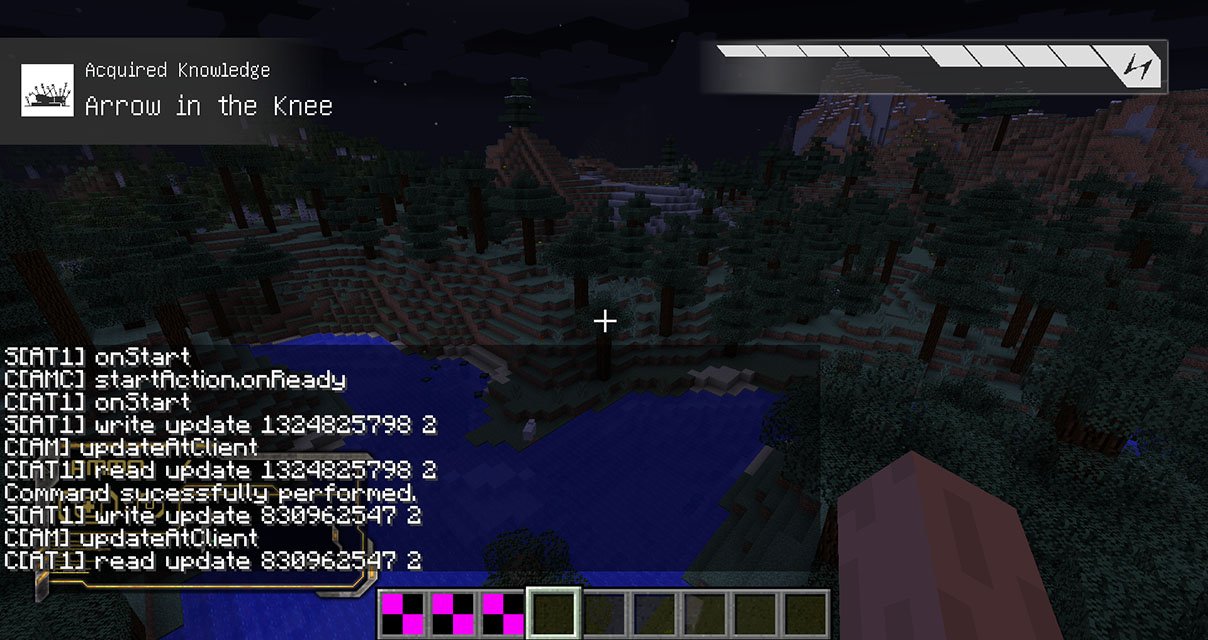 Acquired Knowledge
Arrow in the Knee
S[AT1] onStart
C[AMC] startAction.onReady
C[AT1] onStart
S[AT1] write update 1324825798 2
C[AM] updateAtClient
C[AT1] read update 1324825798 2
Command sucessfully performed.
S[AT1] write update 830962547 2
C[AM] updateAtClient
C[AT1] read update 830962547 2